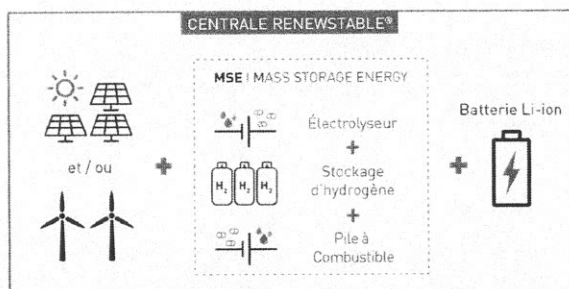 CENTRALE RENEWSTABLE®
et / ou
+
MSE | MASS STORAGE ENERGY
Électrolyseur
+
H₂ H₂ H₂
Stockage
d'hydrogène
+
Pile à
Combustible
+
Batterie Li-ion